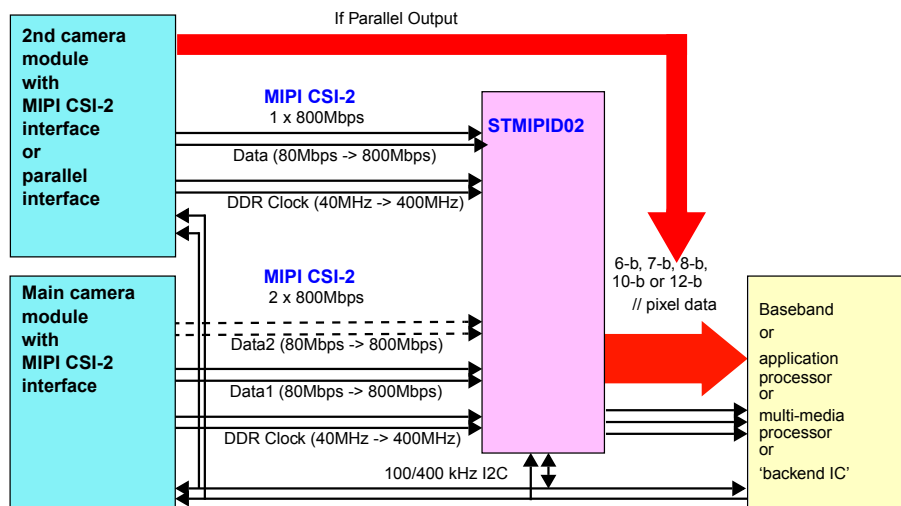 If Parallel Output
2nd camera
module
with
MIPI CSI-2
interface
or
parallel
interface
MIPI CSI-2
1 x 800Mbps
Data (80Mbps -> 800Mbps)
DDR Clock (40MHz -> 400MHz)
STMIPID02
6-b, 7-b, 8-b,
10-b or 12-b
// pixel data
Main camera
module
with
MIPI CSI-2
interface
MIPI CSI-2
2 x 800Mbps
Data2 (80Mbps -> 800Mbps)
Data1 (80Mbps -> 800Mbps)
DDR Clock (40MHz -> 400MHz)
100/400 kHz I2C
Baseband
or
application
processor
or
multi-media
processor
or
‘backend IC’